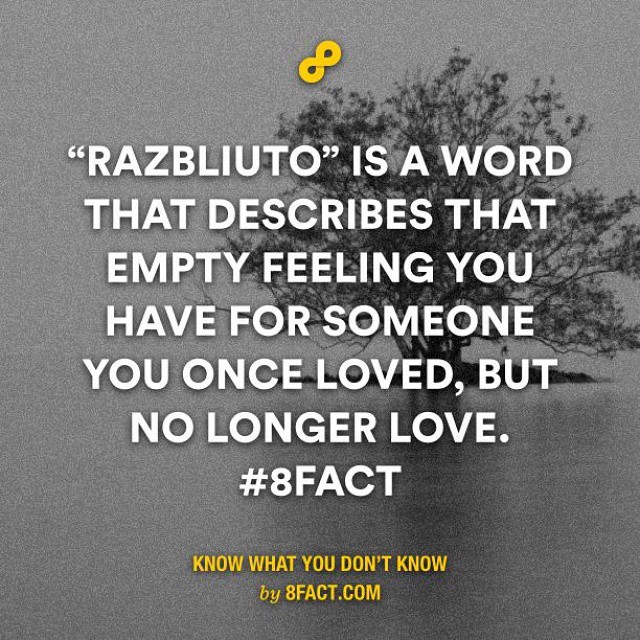 “RAZBLIUTO” IS A WORD
THAT DESCRIBES THAT
EMPTY FEELING YOU
HAVE FOR SOMEONE
YOU ONCE LOVED, BUT
NO LONGER LOVE.
#8FACT
KNOW WHAT YOU DON’T KNOW
by 8FACT.COM